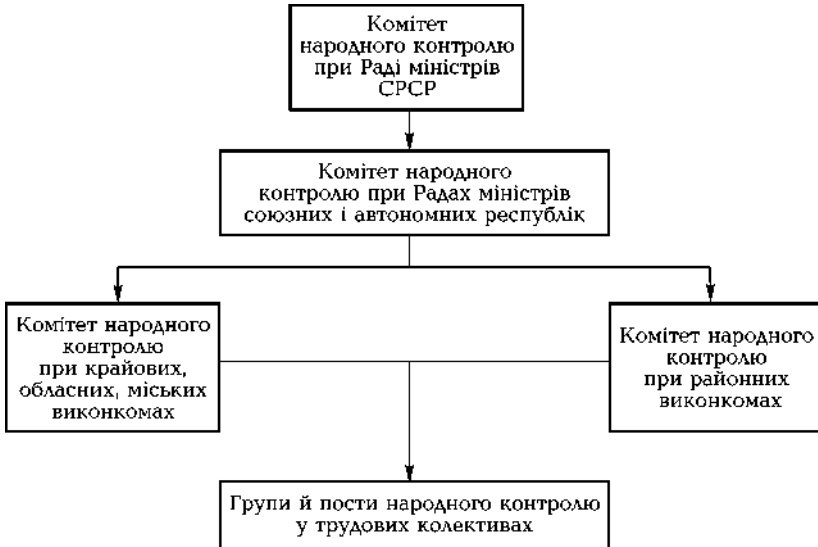 Комітет
народного контролю
при Раді міністрів
СРСР
Комітет народного
контролю при Радах міністрів
союзних і автономних республік
Комітет народного
контролю
при крайових,
обласних, міських
виконкомах
Комітет народного
контролю
при районних
виконкомах
Групи й пости народного контролю
у трудових колективах